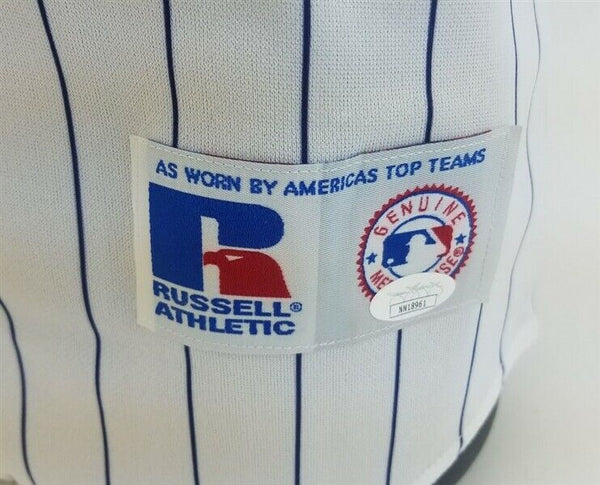 AS WORN BY AMERICAS TOP TEAMS
R
RUSSELL®
ATHLETIC
GENUINE
NN18961